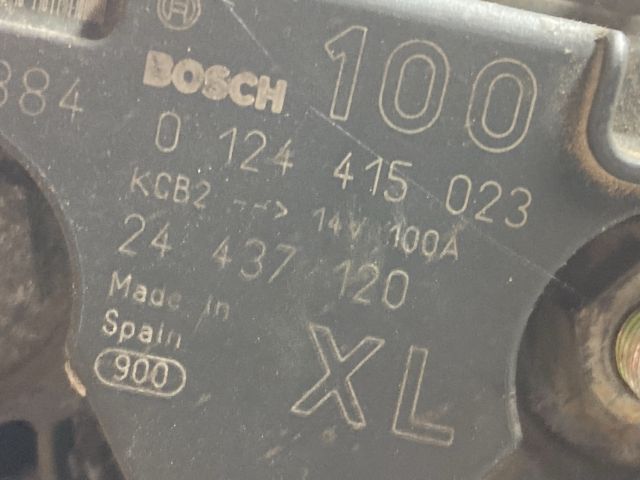 BOSCH 100
884
0 124 415 023
KCB2 --> 14V 100A
24 437 120
Made in
Spain
900
XL